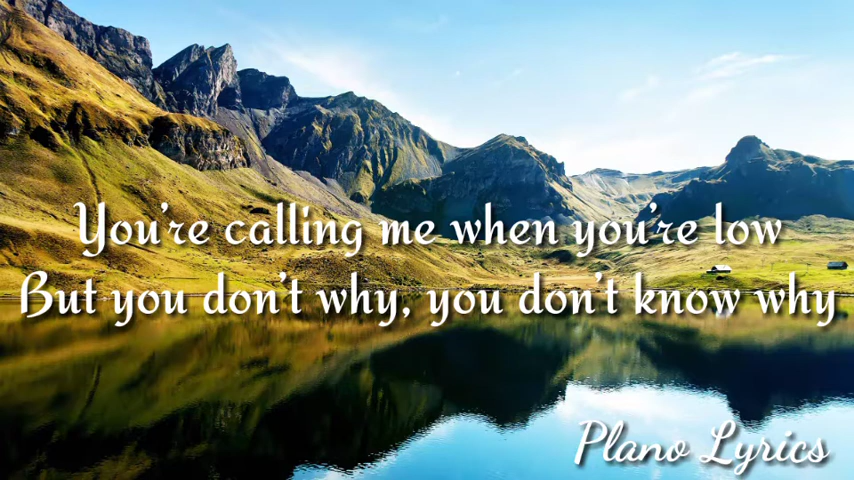 You're calling me when you're low
But you don't why, you don't know why
Plano Lyrics